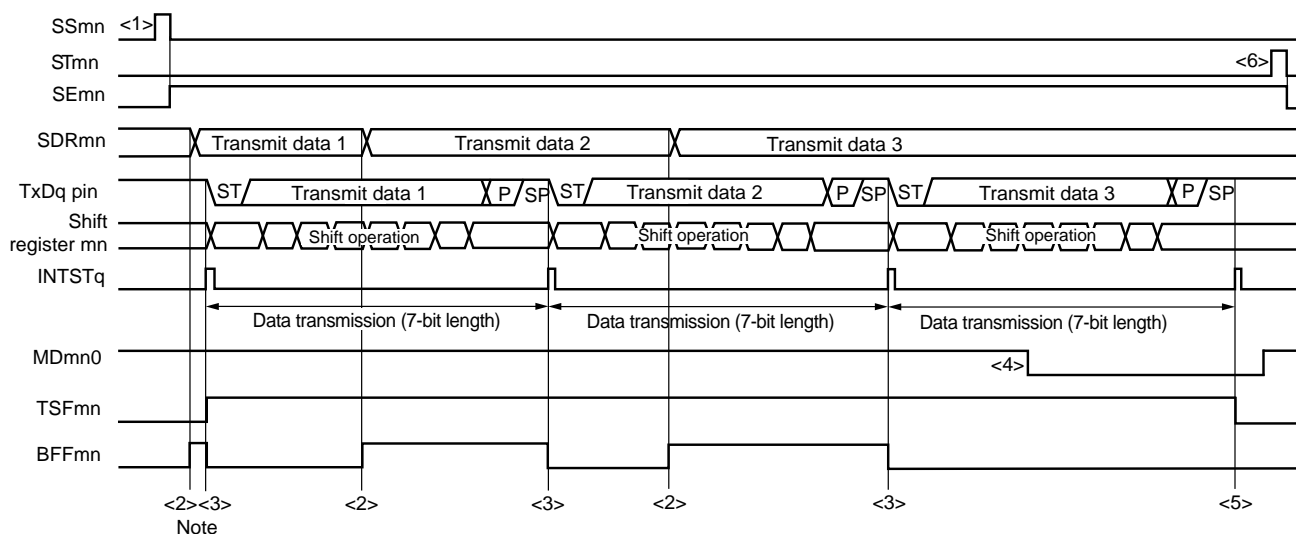 SSmn <1>
STmn <6>
SEmn
SDRmn Transmit data 1 Transmit data 2 Transmit data 3
TxDq pin ST Transmit data 1 P SP ST Transmit data 2 P SP ST Transmit data 3 P SP
Shift
register mn Shift operation Shift operation Shift operation
INTSTq
Data transmission (7-bit length) Data transmission (7-bit length) Data transmission (7-bit length)
MDmn0 <4>
TSFmn
BFFmn
<2> <3> <2> <3> <2> <3> <5>
Note